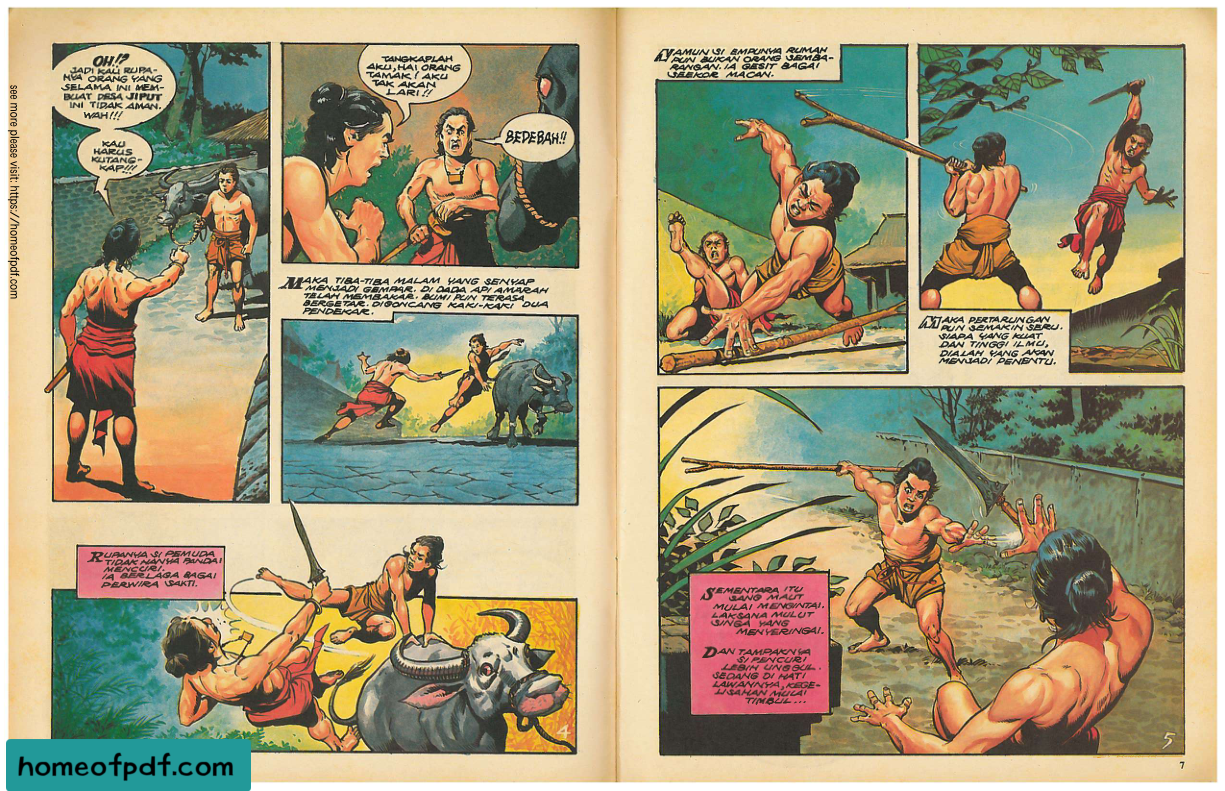 see more please visit: https://homeofpdf.com
OH!?
JADI KAU RUPA-
NYA ORANG YANG
SELAMA INI MEM-
BUAT DESA JIPUT
INI TIDAK AMAN.
WAH!!!
KAU
HARUS
KUTANG-
KAP!!!
TANGKAPLAH
AKU, HAI ORANG
TAMAK! AKU
TAK AKAN
LARI!!
BEDEBAH!!
MAKA TIBA-TIBA MALAM YANG SENYAP
MENJADI GEMPAR. DI DADA API AMARAH
TELAH MEMBAKAR. BUMI PUN TERASA
BERGETAR. DIGONCANG KAKI-KAKI DUA
PENDEKAR.
RUPANYA SI PEMUDA
TIDAK HANYA PANDAI
MENCURI.
IA BERLAGA BAGAI
PERWIRA SAKTI.
4
NAMUN SI EMPUNYA RUMAH
PUN BUKAN ORANG SEMBA-
RANGAN. IA GESIT BAGAI
SEEKOR MACAN.
MAKA PERTARUNGAN
PUN SEMAKIN SERU.
SIAPA YANG KUAT
DAN TINGGI ILMU,
DIALAH YANG AKAN
MENJADI PENENTU.
SEMENTARA ITU
SANG MAUT
MULAI MENGINTAI.
LAKSANA MULUT
SINGA YANG
MENYERINGAI.
DAN TAMPAKNYA
SI PENCURI
LEBIH UNGGUL.
SEDANG DI HATI
LAWANNYA, KEGE-
LISAHAN MULAI
TIMBUL...
5
7
homeofpdf.com